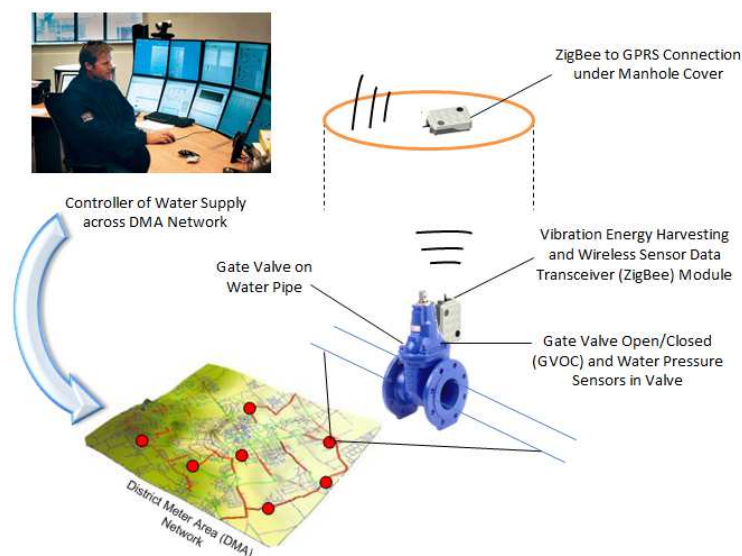 ZigBee to GPRS Connection
under Manhole Cover
Controller of Water Supply
across DMA Network
Vibration Energy Harvesting
and Wireless Sensor Data
Transceiver (ZigBee) Module
Gate Valve on
Water Pipe
Gate Valve Open/Closed
(GVOC) and Water Pressure
Sensors in Valve
District Meter Area (DMA)
Network